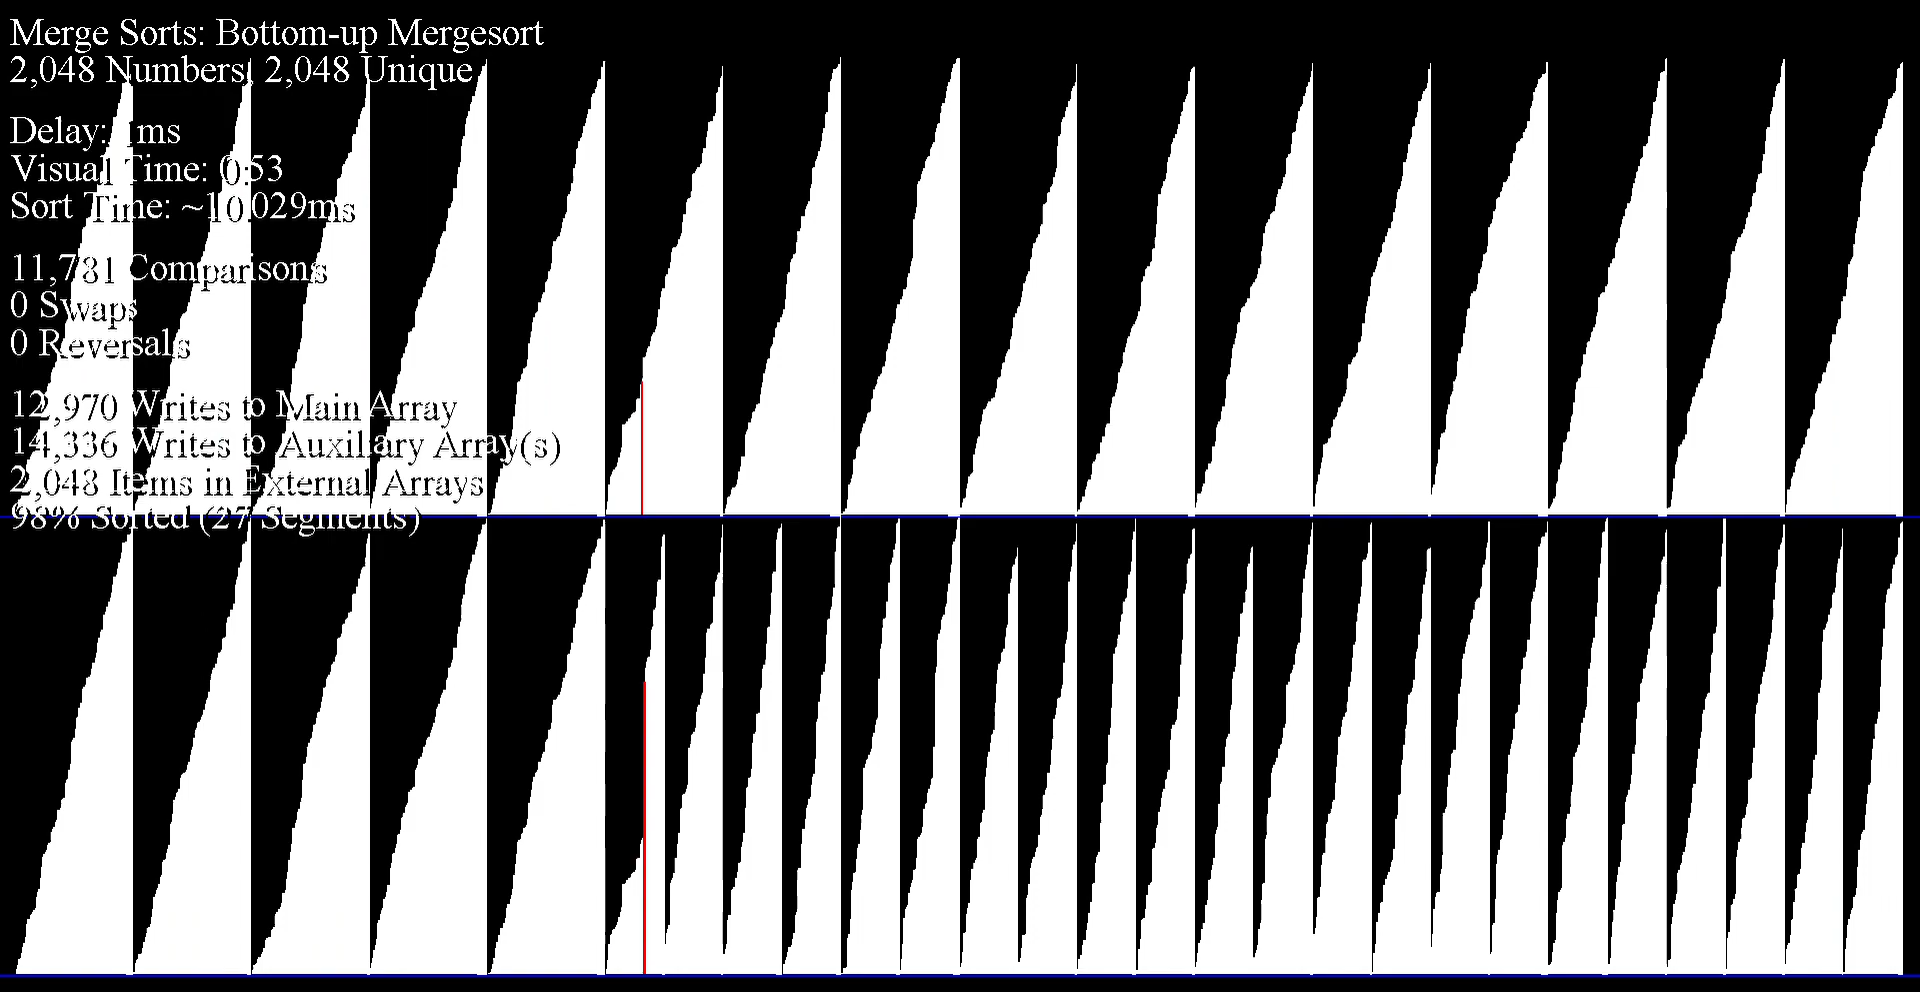 Merge Sorts: Bottom-up Mergesort
2,048 Numbers, 2,048 Unique
Delay: 1ms
Visual Time: 0:53
Sort Time: ~10.029ms
11,781 Comparisons
0 Swaps
0 Reversals
12,970 Writes to Main Array
14,336 Writes to Auxiliary Array(s)
2,048 Items in External Arrays
98% Sorted (27 Segments)